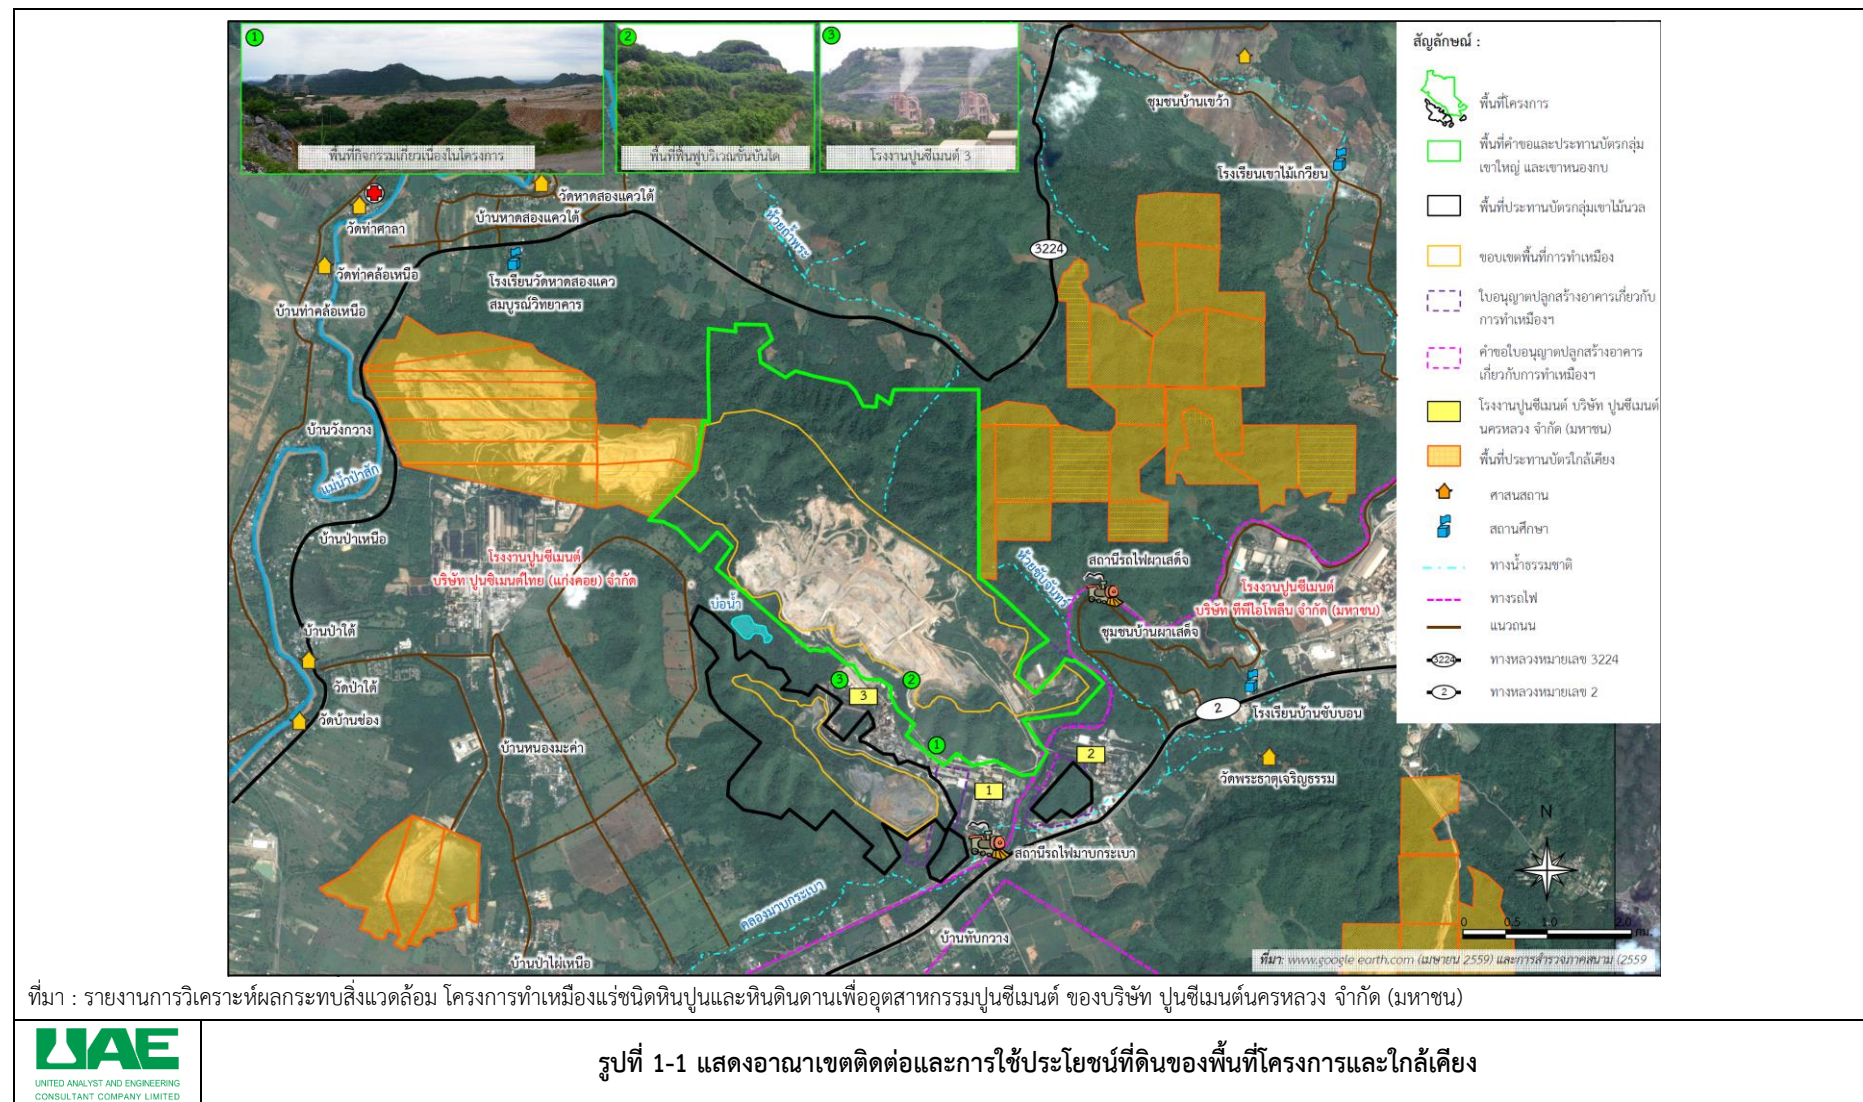 1
2
3
พื้นที่กิจกรรมเกี่ยวเนื่องในโครงการ
พื้นที่ฟื้นฟูบริเวณขั้นบันได
โรงงานปูนซีเมนต์ 3
สัญลักษณ์ :
พื้นที่โครงการ
พื้นที่คำขอและประทานบัตรกลุ่ม
เขาใหญ่ และเขาหนองกบ
พื้นที่ประทานบัตรกลุ่มเขาไม้นวล
ขอบเขตพื้นที่การทำเหมือง
ใบอนุญาตปลูกสร้างอาคารเกี่ยวกับ
การทำเหมืองฯ
คำขอใบอนุญาตปลูกสร้างอาคาร
เกี่ยวกับการทำเหมืองฯ
โรงงานปูนซีเมนต์ บริษัท ปูนซีเมนต์
นครหลวง จำกัด (มหาชน)
พื้นที่ประทานบัตรใกล้เคียง
ศาสนสถาน
สถานศึกษา
ทางน้ำธรรมชาติ
ทางรถไฟ
แนวถนน
3224 ทางหลวงหมายเลข 3224
2 ทางหลวงหมายเลข 2
ชุมชนบ้านเขว้า
โรงเรียนเขาไม้เกวียน
วัดหาดสองแควใต้
บ้านหาดสองแควใต้
วัดท่าศาลา
ห้วยถ้ำพระ
3224
วัดท่าคล้อเหนือ
โรงเรียนวัดหาดสองแคว
สมบูรณ์วิทยาคาร
บ้านท่าคล้อเหนือ
บ้านวังกวาง
แม่น้ำป่าสัก
บ้านป่าเหนือ
โรงงานปูนซีเมนต์
บริษัท ปูนซิเมนต์ไทย (แก่งคอย) จำกัด
บ่อน้ำ
ห้วยซับจันทร์
สถานีรถไฟผาเสด็จ
โรงงานปูนซีเมนต์
บริษัท ทีพีไอโพลีน จำกัด (มหาชน)
ชุมชนบ้านผาเสด็จ
บ้านป่าใต้
วัดป่าใต้
วัดบ้านช่อง
บ้านหนองมะค่า
3
3
2
2
โรงเรียนบ้านซับบอน
1
2
วัดพระธาตุเจริญธรรม
1
สถานีรถไฟมาบกระเบา
คลองมาบกระเบา
บ้านทับกวาง
บ้านป่าไผ่เหนือ
N
0 0.5 1.0 2.0
กม.
ที่มา: www.google earth.com (เมษายน 2559) และการสำรวจภาคสนาม (2559
ที่มา : รายงานการวิเคราะห์ผลกระทบสิ่งแวดล้อม โครงการทำเหมืองแร่ชนิดหินปูนและหินดินดานเพื่ออุตสาหกรรมปูนซีเมนต์ ของบริษัท ปูนซีเมนต์นครหลวง จำกัด (มหาชน)
UAE
UNITED ANALYST AND ENGINEERING
CONSULTANT COMPANY LIMITED
รูปที่ 1-1 แสดงอาณาเขตติดต่อและการใช้ประโยชน์ที่ดินของพื้นที่โครงการและใกล้เคียง